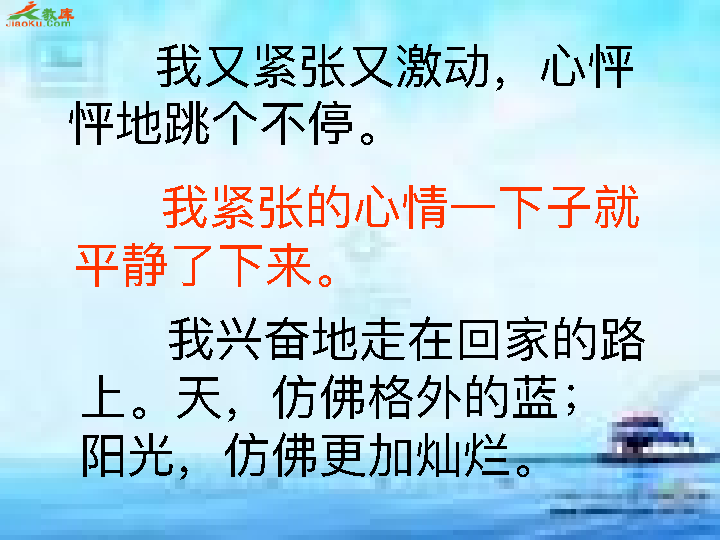 教库
Jiaoku.Com
我又紧张又激动，心怦
怦地跳个不停。
我紧张的心情一下子就
平静了下来。
我兴奋地走在回家的路
上。天，仿佛格外的蓝；
阳光，仿佛更加灿烂。